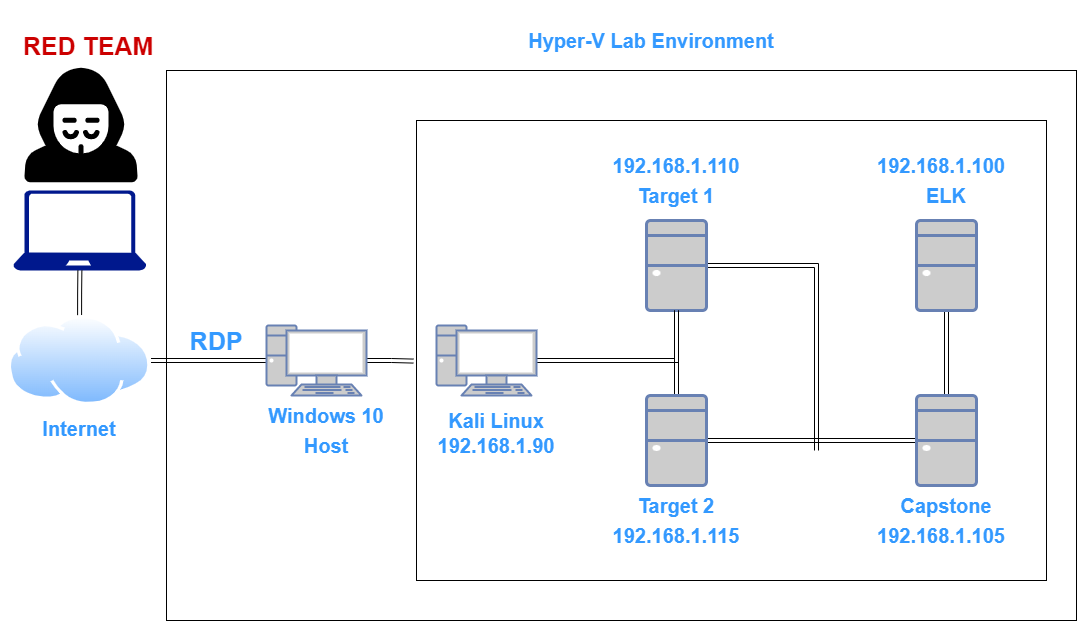 RED TEAM
Hyper-V Lab Environment
192.168.1.110
Target 1
192.168.1.100
ELK
RDP
Internet
Windows 10
Host
Kali Linux
192.168.1.90
Target 2
192.168.1.115
Capstone
192.168.1.105